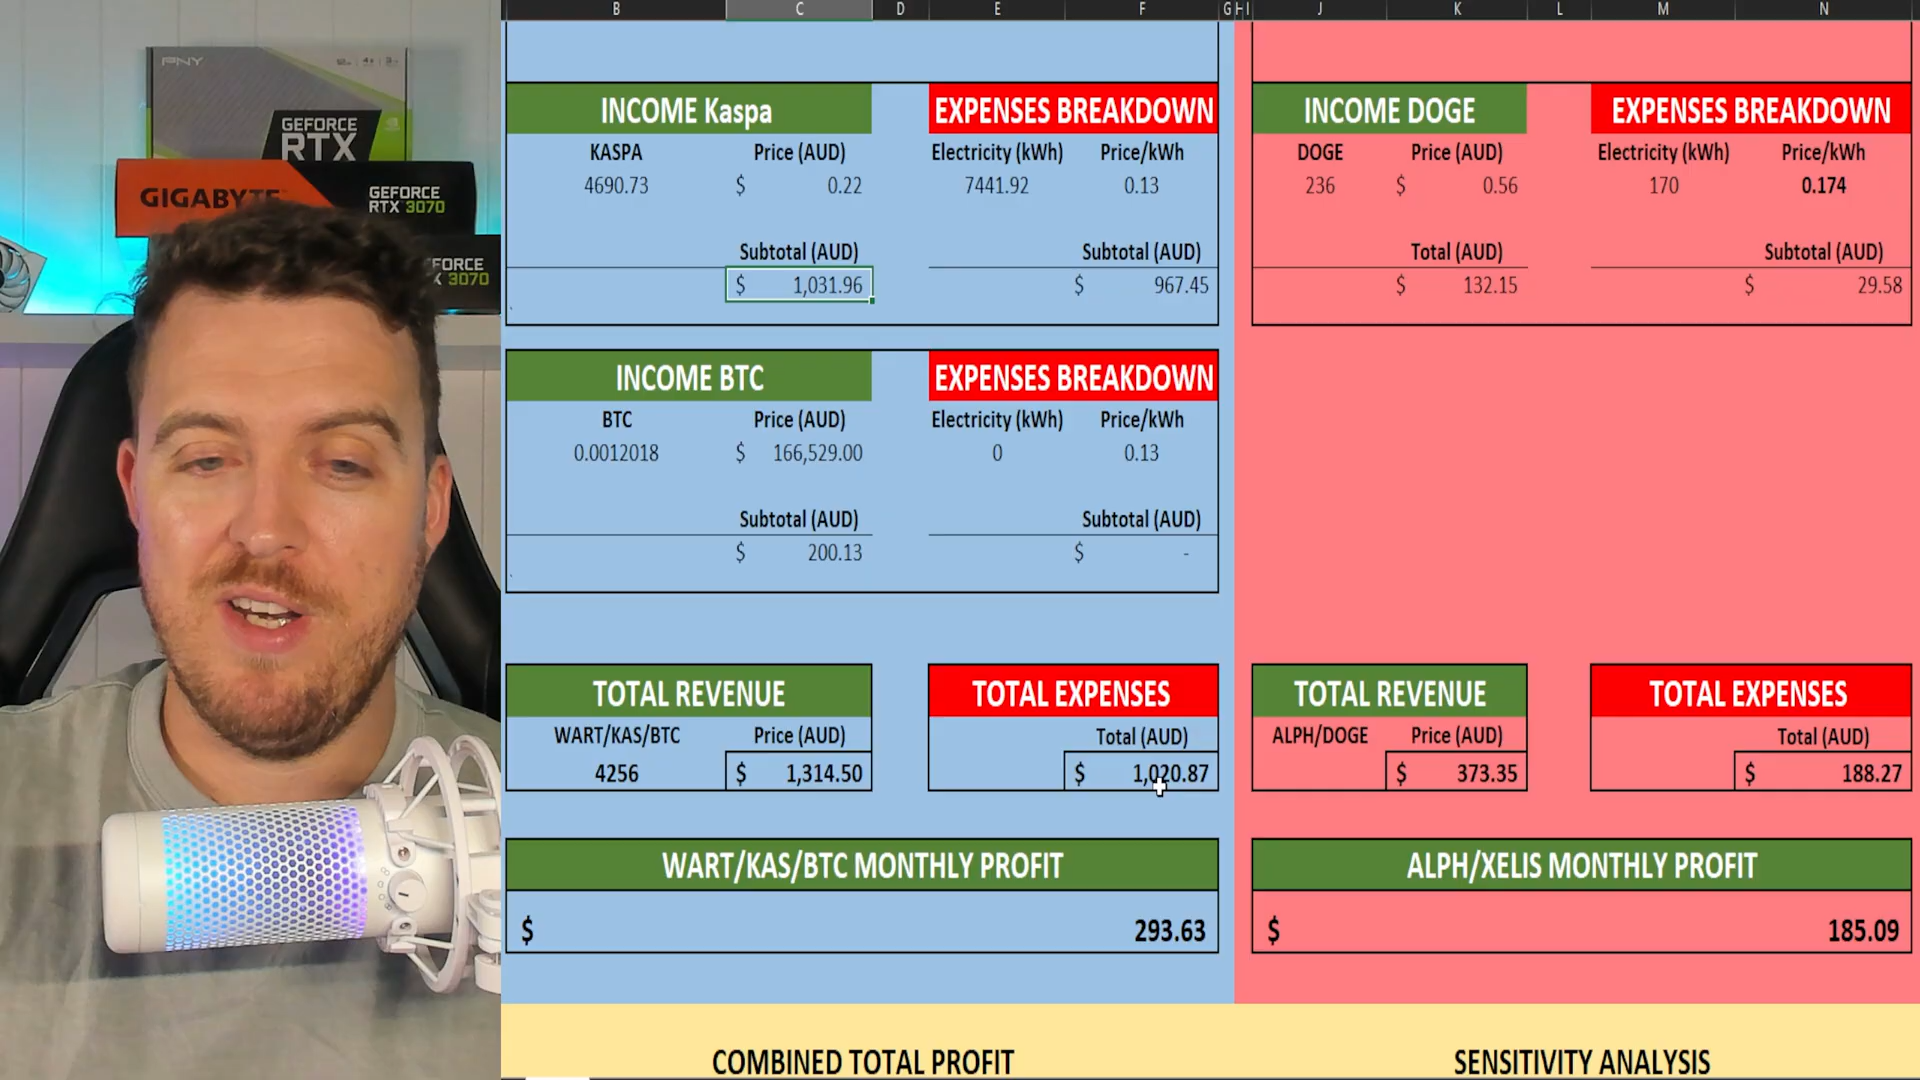 PNY
GEFORCE
RTX
GIGABYTE
GEFORCE
RTX 3070
FORCE
X 3070
B C D E F G H I J K L M N
INCOME Kaspa EXPENSES BREAKDOWN INCOME DOGE EXPENSES BREAKDOWN
KASPA Price (AUD) Electricity (kWh) Price/kWh DOGE Price (AUD) Electricity (kWh) Price/kWh
4690.73 $ 0.22 7441.92 0.13 236 $ 0.56 170 0.174
Subtotal (AUD) Subtotal (AUD) Total (AUD) Subtotal (AUD)
$ 1,031.96 $ 967.45 $ 132.15 $ 29.58
INCOME BTC EXPENSES BREAKDOWN
BTC Price (AUD) Electricity (kWh) Price/kWh
0.0012018 $ 166,529.00 0 0.13
Subtotal (AUD) Subtotal (AUD)
$ 200.13 $ -
TOTAL REVENUE TOTAL EXPENSES TOTAL REVENUE TOTAL EXPENSES
WART/KAS/BTC Price (AUD) Total (AUD) ALPH/DOGE Price (AUD) Total (AUD)
4256 $ 1,314.50 $ 1,020.87 $ 373.35 $ 188.27
WART/KAS/BTC MONTHLY PROFIT ALPH/XELIS MONTHLY PROFIT
$ 293.63 $ 185.09
COMBINED TOTAL PROFIT SENSITIVITY ANALYSIS